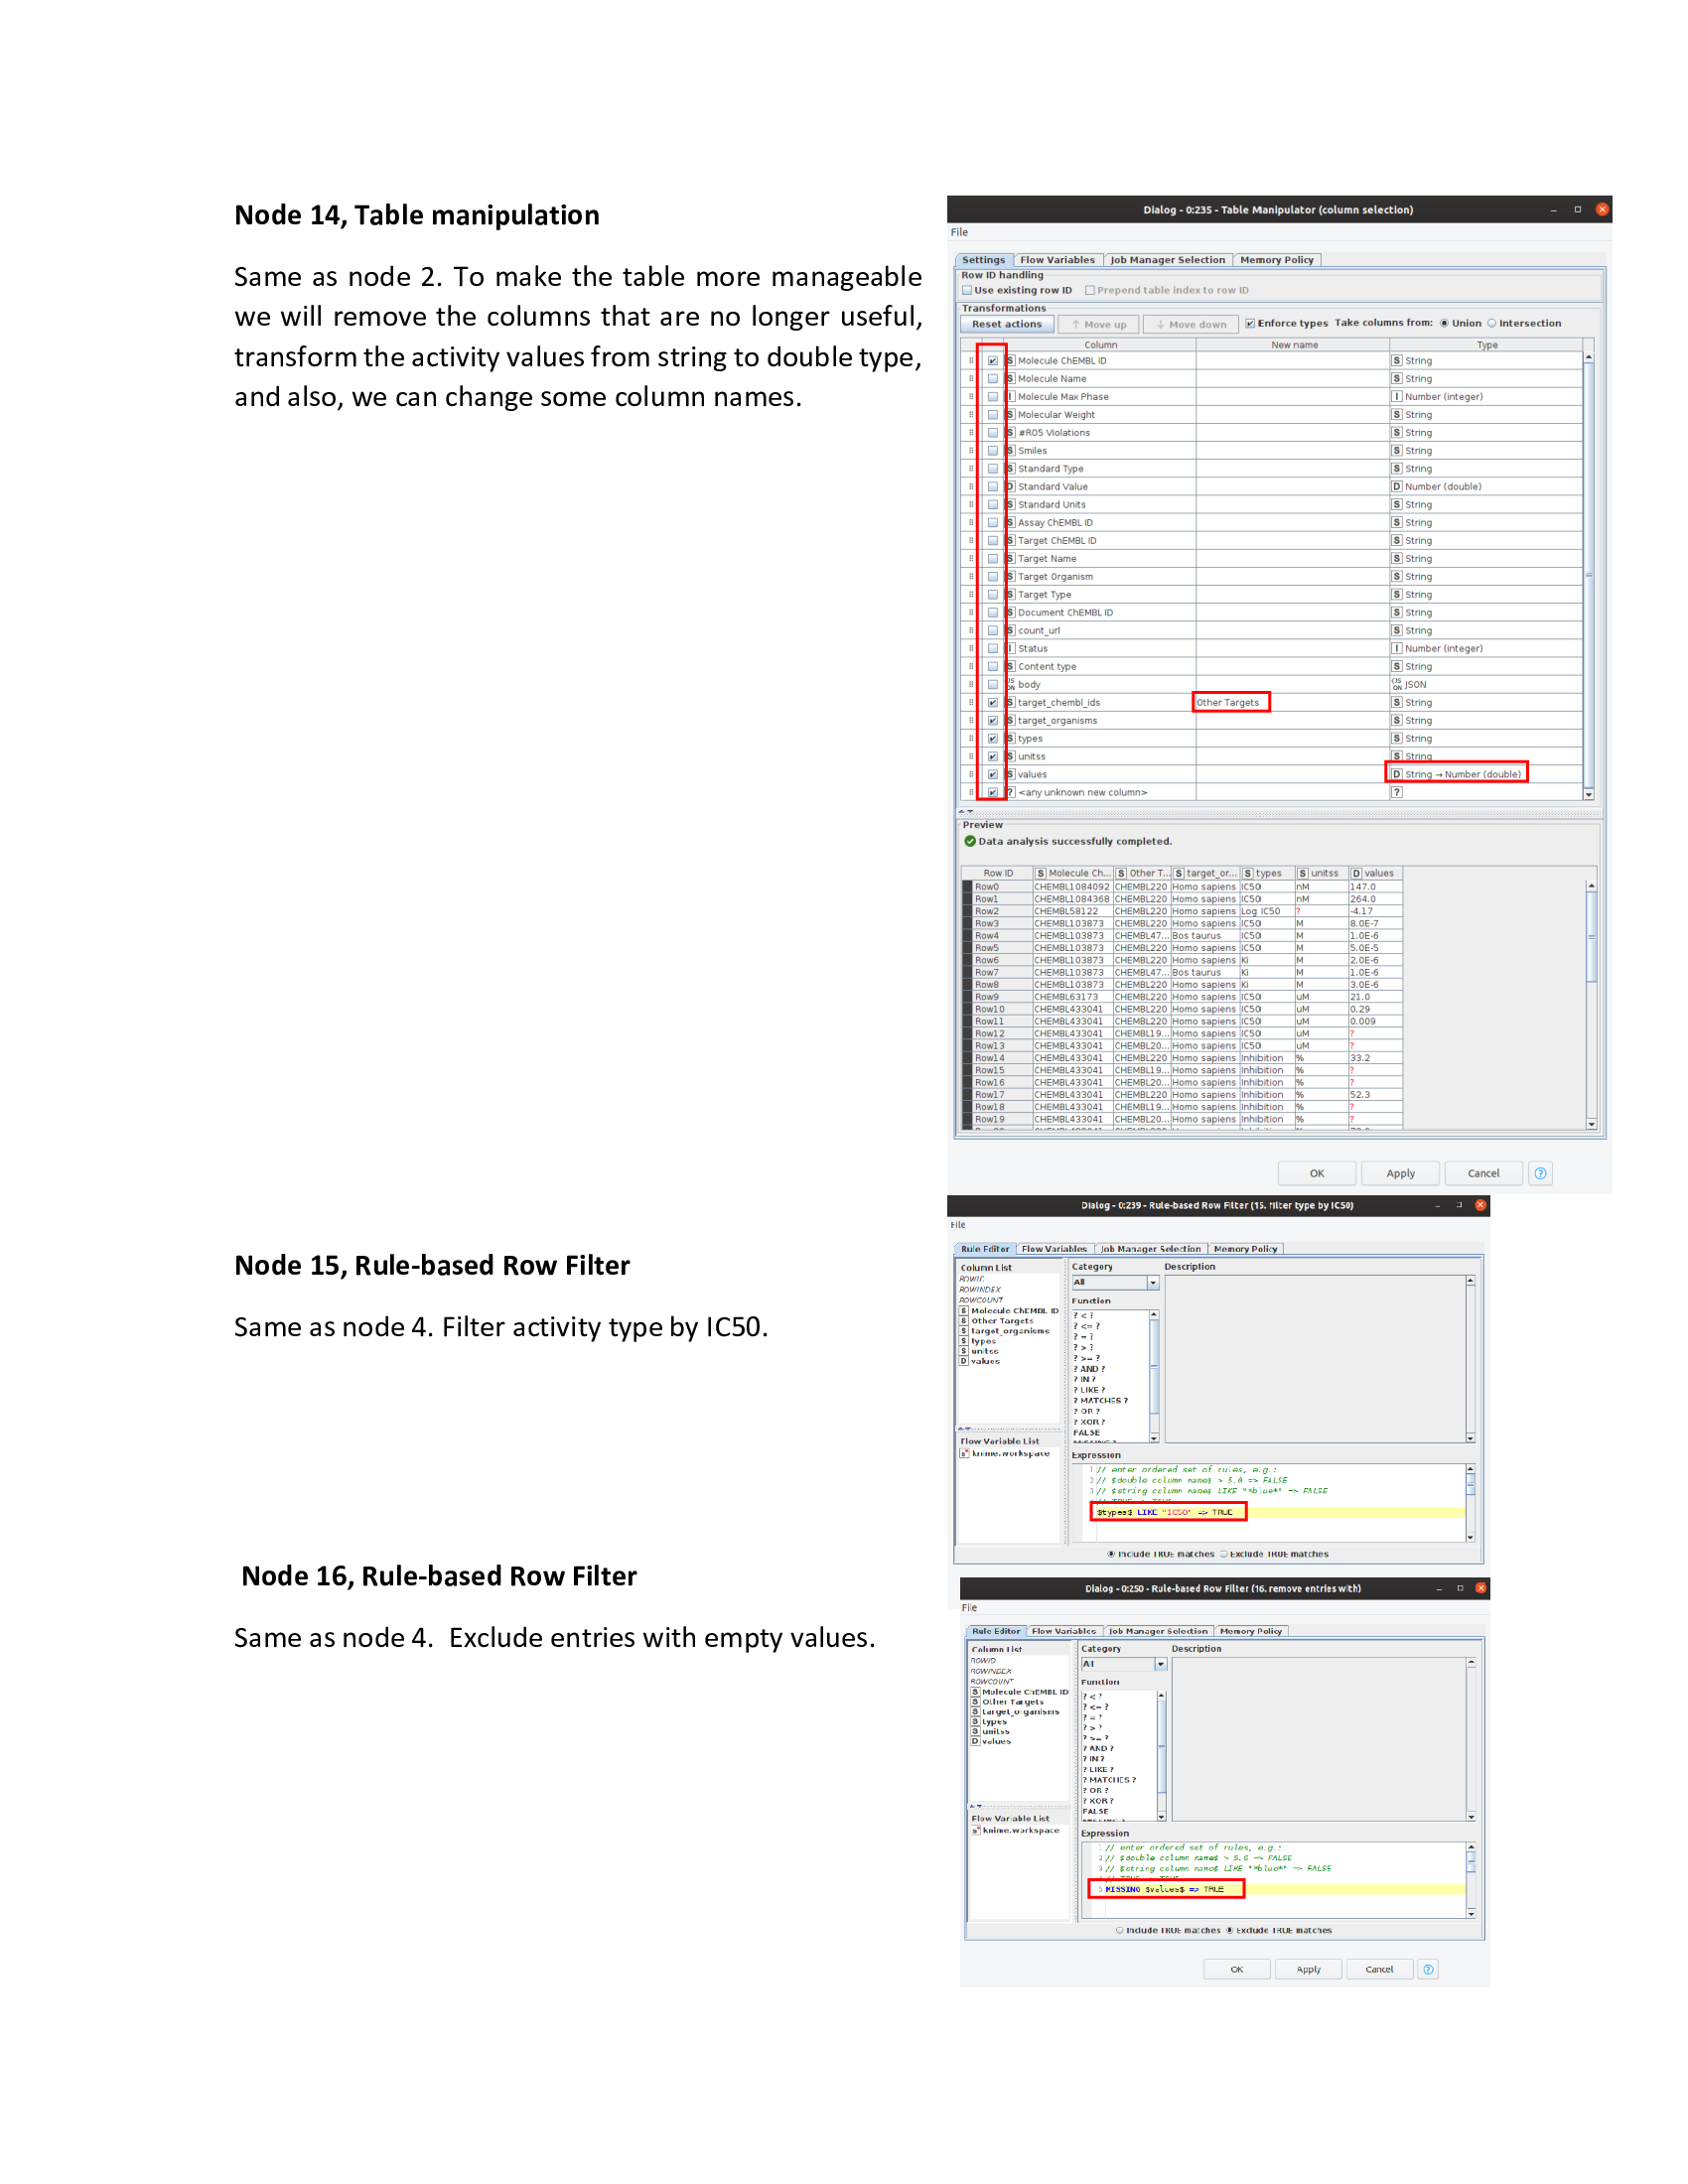 Node 14, Table manipulation
Same as node 2. To make the table more manageable
we will remove the columns that are no longer useful,
transform the activity values from string to double type,
and also, we can change some column names.
Dialog - 0:235 - Table Manipulator (column selection)
File
Settings Flow Variables Job Manager Selection Memory Policy
Row ID handling
Use existing row ID Prepend table index to row ID
Transformations
Reset actions ↑ Move up ↓ Move down Enforce types Take columns from: Union Intersection
Column New name Type
S Molecule ChEMBL ID S String
S Molecule Name S String
I Molecule Max Phase I Number (integer)
S Molecular Weight S String
S #RO5 Violations S String
S Smiles S String
S Standard Type S String
D Standard Value D Number (double)
S Standard Units S String
S Assay ChEMBL ID S String
S Target ChEMBL ID S String
S Target Name S String
S Target Organism S String
S Target Type S String
S Document ChEMBL ID S String
S count_url S String
I Status I Number (integer)
S Content type S String
JSON body JSON JSON
S target_chembl_ids Other Targets S String
S target_organisms S String
S types S String
S unitss S String
S values D String → Number (double)
? <any unknown new column> ?
Preview
Data analysis successfully completed.
Row ID S Molecule Ch... S Other T... S target_or... S types S unitss D values
Row0 CHEMBL1084092 CHEMBL220 Homo sapiens IC50 nM 147.0
Row1 CHEMBL1084368 CHEMBL220 Homo sapiens IC50 nM 264.0
Row2 CHEMBL58122 CHEMBL220 Homo sapiens Log IC50 ? -4.17
Row3 CHEMBL103873 CHEMBL220 Homo sapiens IC50 M 8.0E-7
Row4 CHEMBL103873 CHEMBL47... Bos taurus IC50 M 1.0E-6
Row5 CHEMBL103873 CHEMBL220 Homo sapiens IC50 M 5.0E-5
Row6 CHEMBL103873 CHEMBL220 Homo sapiens Ki M 2.0E-6
Row7 CHEMBL103873 CHEMBL47... Bos taurus Ki M 1.0E-6
Row8 CHEMBL103873 CHEMBL220 Homo sapiens Ki M 3.0E-6
Row9 CHEMBL63173 CHEMBL220 Homo sapiens IC50 uM 21.0
Row10 CHEMBL433041 CHEMBL220 Homo sapiens IC50 uM 0.29
Row11 CHEMBL433041 CHEMBL220 Homo sapiens IC50 uM 0.009
Row12 CHEMBL433041 CHEMBL19... Homo sapiens IC50 uM ?
Row13 CHEMBL433041 CHEMBL20... Homo sapiens IC50 uM ?
Row14 CHEMBL433041 CHEMBL220 Homo sapiens Inhibition % 33.2
Row15 CHEMBL433041 CHEMBL19... Homo sapiens Inhibition % ?
Row16 CHEMBL433041 CHEMBL20... Homo sapiens Inhibition % ?
Row17 CHEMBL433041 CHEMBL220 Homo sapiens Inhibition % 52.3
Row18 CHEMBL433041 CHEMBL19... Homo sapiens Inhibition % ?
Row19 CHEMBL433041 CHEMBL20... Homo sapiens Inhibition % ?
OK Apply Cancel ?
Node 15, Rule-based Row Filter
Same as node 4. Filter activity type by IC50.
Dialog - 0:239 - Rule-based Row Filter (15. filter type by IC50)
File
Rule Editor Flow Variables Job Manager Selection Memory Policy
Column List
ROWID
ROWINDEX
ROWCOUNT
S Molecule ChEMBL ID
S Other Targets
S target_organisms
S types
S unitss
D values
Flow Variable List
s knime.workspace
Category Description
All
Function
? < ?
? <= ?
? = ?
? > ?
? >= ?
? AND ?
? IN ?
? LIKE ?
? MATCHES ?
? OR ?
? XOR ?
FALSE
Expression
1 // enter ordered set of rules, e.g.:
2 // $double column name$ > 5.0 => FALSE
3 // $string column name$ LIKE "*blue*" => FALSE
// TRUE => TRUE
$types$ LIKE "IC50" => TRUE
Include TRUE matches Exclude TRUE matches
Node 16, Rule-based Row Filter
Same as node 4. Exclude entries with empty values.
Dialog - 0:250 - Rule-based Row Filter (16. remove entries with)
File
Rule Editor Flow Variables Job Manager Selection Memory Policy
Column List
ROWID
ROWINDEX
ROWCOUNT
S Molecule ChEMBL ID
S Other Targets
S target_organisms
S types
S unitss
D values
Flow Variable List
s knime.workspace
Category Description
All
Function
? < ?
? <= ?
? = ?
? > ?
? >= ?
? AND ?
? IN ?
? LIKE ?
? MATCHES ?
? OR ?
? XOR ?
FALSE
Expression
1 // enter ordered set of rules, e.g.:
2 // $double column name$ > 5.0 => FALSE
3 // $string column name$ LIKE "*blue*" => FALSE
// TRUE => TRUE
5 MISSING $values$ => TRUE
Include TRUE matches Exclude TRUE matches
OK Apply Cancel ?